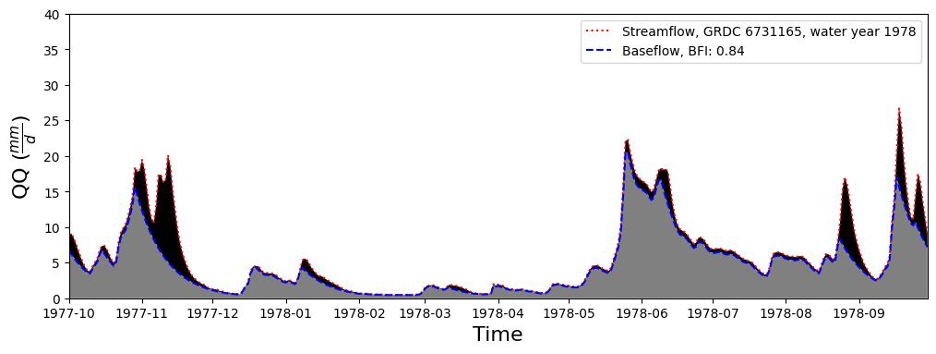 40
35
30
25
20
15
10
5
0
QQ (mm/d)
Streamflow, GRDC 6731165, water year 1978
Baseflow, BFI: 0.84
1977-10 1977-11 1977-12 1978-01 1978-02 1978-03 1978-04 1978-05 1978-06 1978-07 1978-08 1978-09
Time